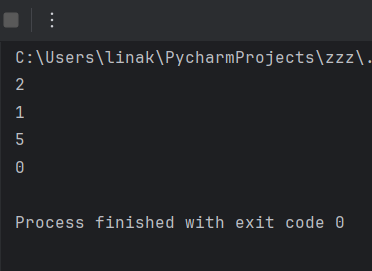 C:\Users\linak\PycharmProjects\zzz\.
2
1
5
0
Process finished with exit code 0